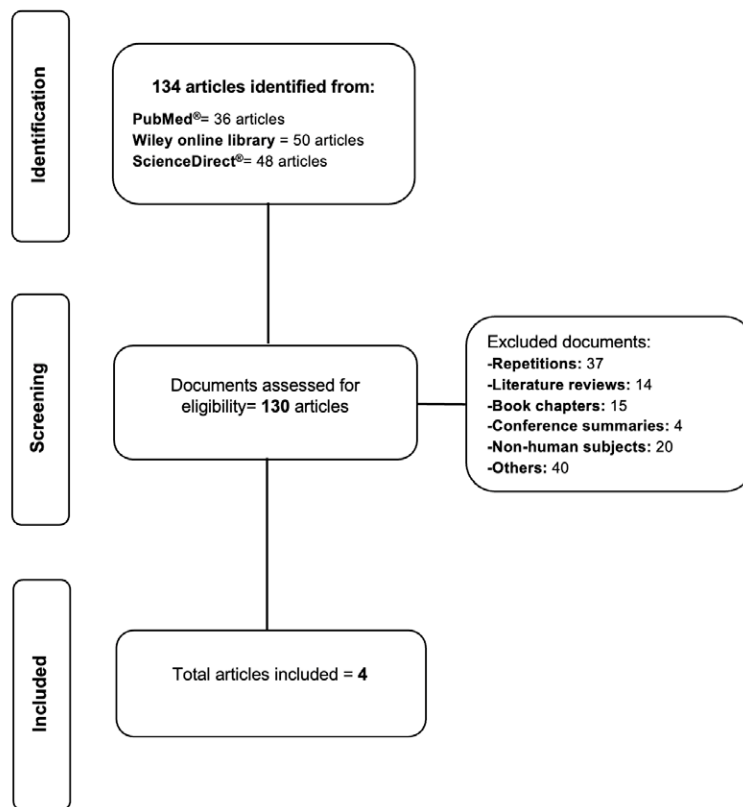 Identification
134 articles identified from:
PubMed®= 36 articles
Wiley online library = 50 articles
ScienceDirect®= 48 articles
Screening
Documents assessed for
eligibility= 130 articles
Excluded documents:
-Repetitions: 37
-Literature reviews: 14
-Book chapters: 15
-Conference summaries: 4
-Non-human subjects: 20
-Others: 40
Included
Total articles included = 4